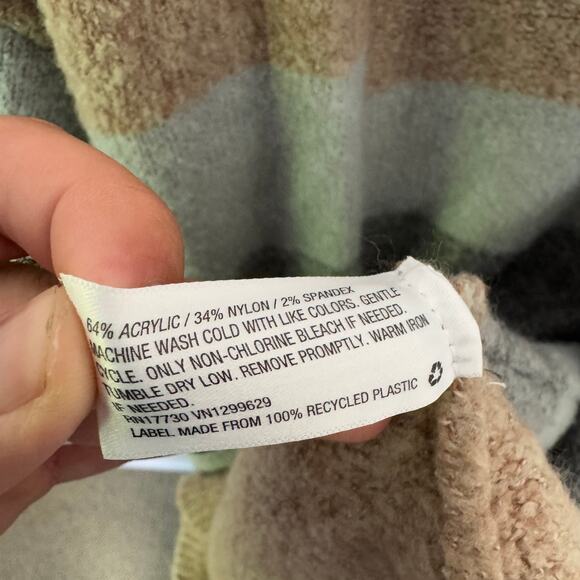 64% ACRYLIC / 34% NYLON / 2% SPANDEX
MACHINE WASH COLD WITH LIKE COLORS. GENTLE
CYCLE. ONLY NON-CHLORINE BLEACH IF NEEDED.
TUMBLE DRY LOW. REMOVE PROMPTLY. WARM IRON
IF NEEDED.
RN17730 VN1299629
LABEL. MADE FROM 100% RECYCLED PLASTIC